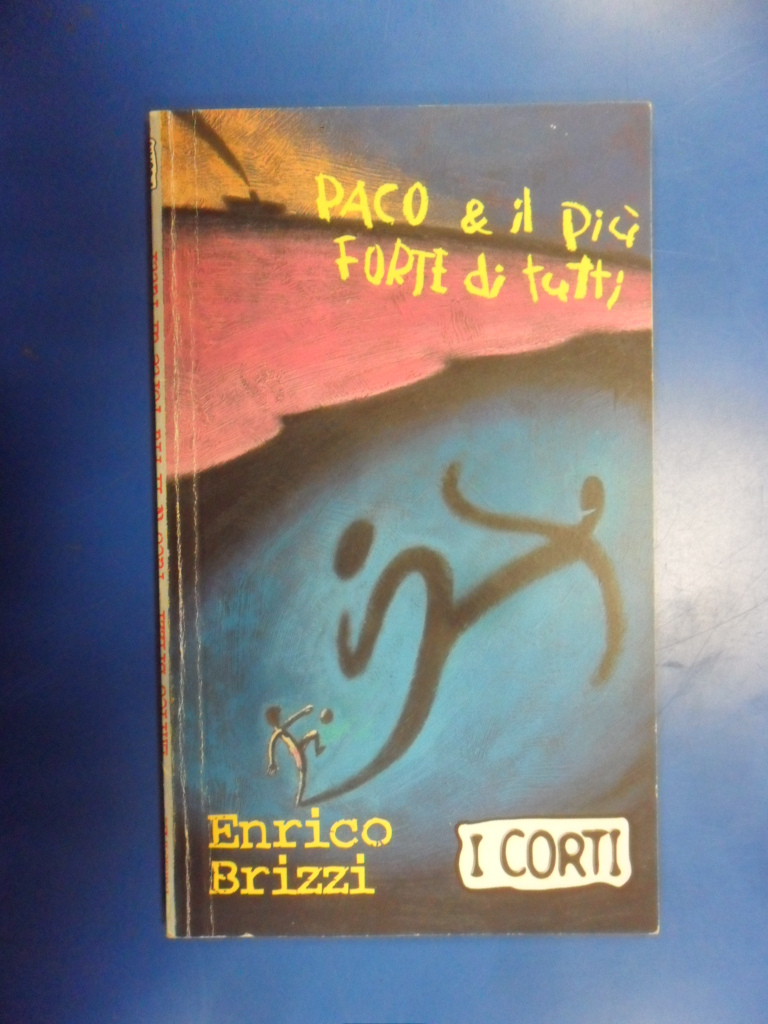 PACO & il più
FORTE di tutti
Enrico
Brizzi
I CORTI